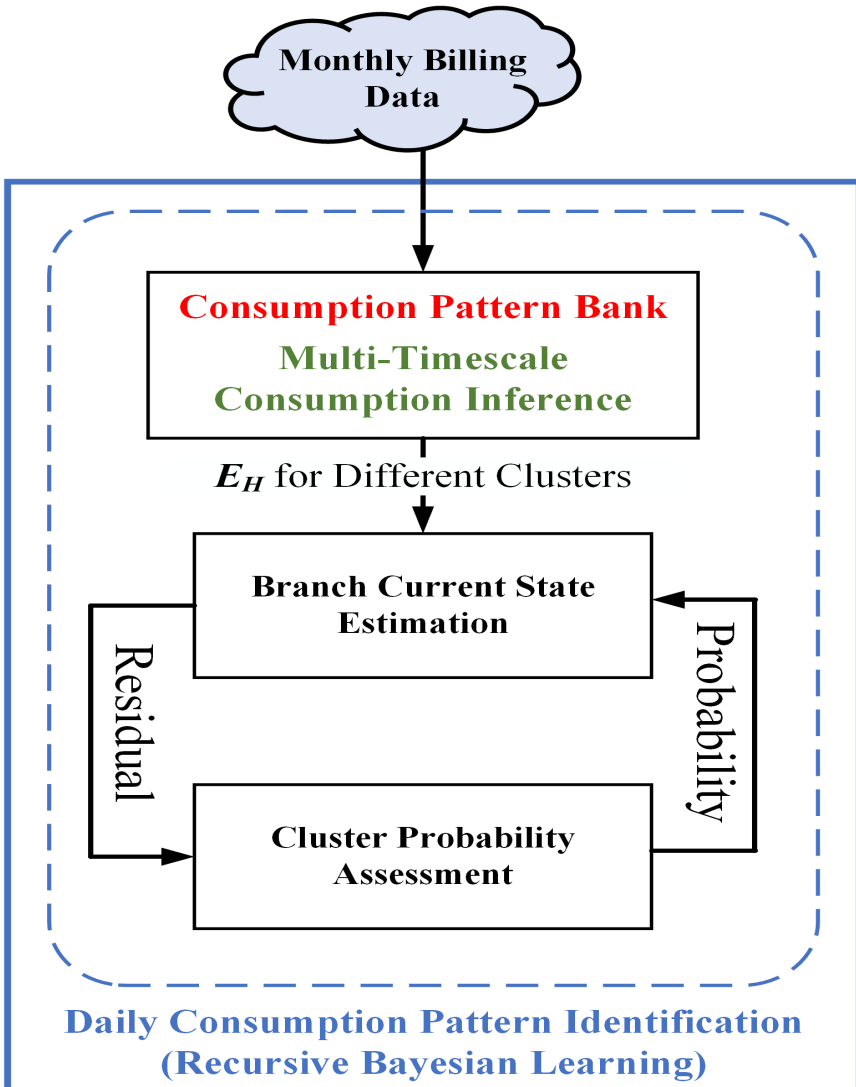 Monthly Billing
Data
Consumption Pattern Bank
Multi-Timescale
Consumption Inference
E_H for Different Clusters
Branch Current State
Estimation
Residual
Probability
Cluster Probability
Assessment
Daily Consumption Pattern Identification
(Recursive Bayesian Learning)